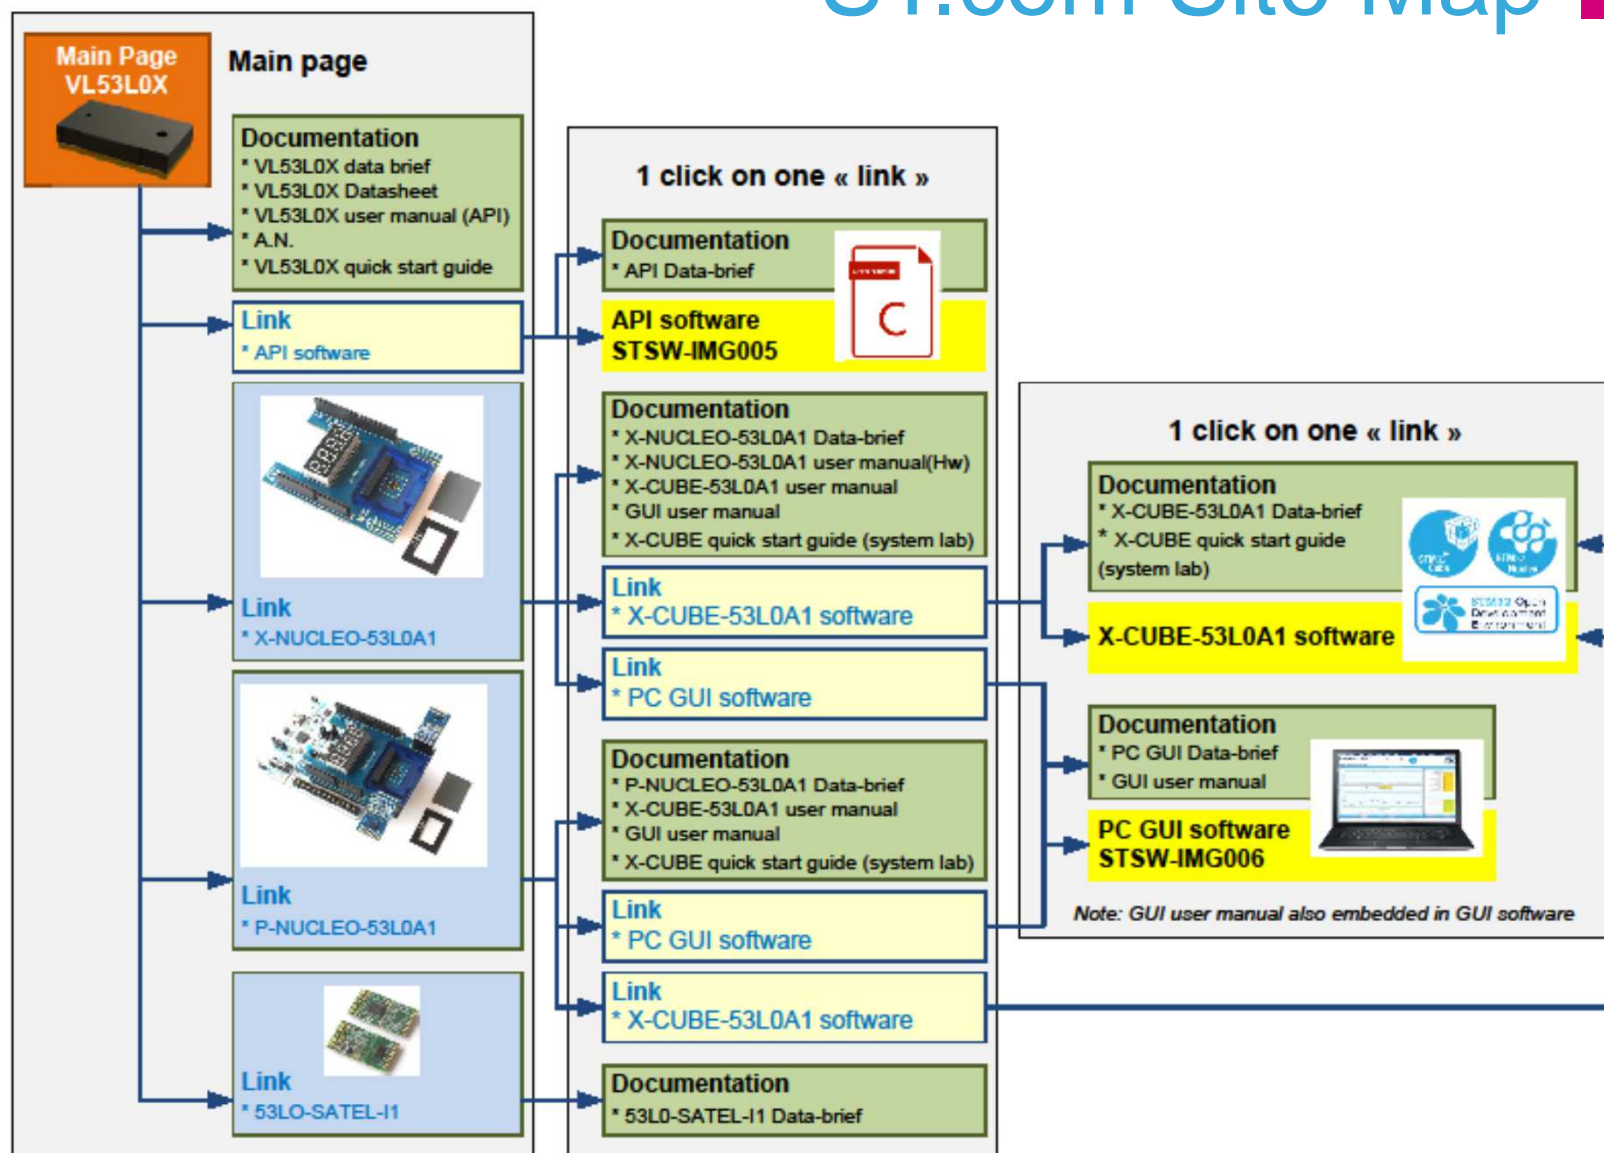 ST.com Site Map
Main Page
VL53L0X
Main page
Documentation
* VL53L0X data brief
* VL53L0X Datasheet
* VL53L0X user manual (API)
* A.N.
* VL53L0X quick start guide
Link
* API software
Link
* X-NUCLEO-53L0A1
Link
* P-NUCLEO-53L0A1
Link
* 53LO-SATEL-I1
1 click on one « link »
Documentation
* API Data-brief
C
API software
STSW-IMG005
Documentation
* X-NUCLEO-53L0A1 Data-brief
* X-NUCLEO-53L0A1 user manual(Hw)
* X-CUBE-53L0A1 user manual
* GUI user manual
* X-CUBE quick start guide (system lab)
Link
* X-CUBE-53L0A1 software
Link
* PC GUI software
Documentation
* P-NUCLEO-53L0A1 Data-brief
* X-CUBE-53L0A1 user manual
* GUI user manual
* X-CUBE quick start guide (system lab)
Link
* PC GUI software
Link
* X-CUBE-53L0A1 software
Documentation
* 53L0-SATEL-I1 Data-brief
1 click on one « link »
Documentation
* X-CUBE-53L0A1 Data-brief
* X-CUBE quick start guide
(system lab)
STM32 Open
Development
Environment
X-CUBE-53L0A1 software
Documentation
* PC GUI Data-brief
* GUI user manual
PC GUI software
STSW-IMG006
Note: GUI user manual also embedded in GUI software